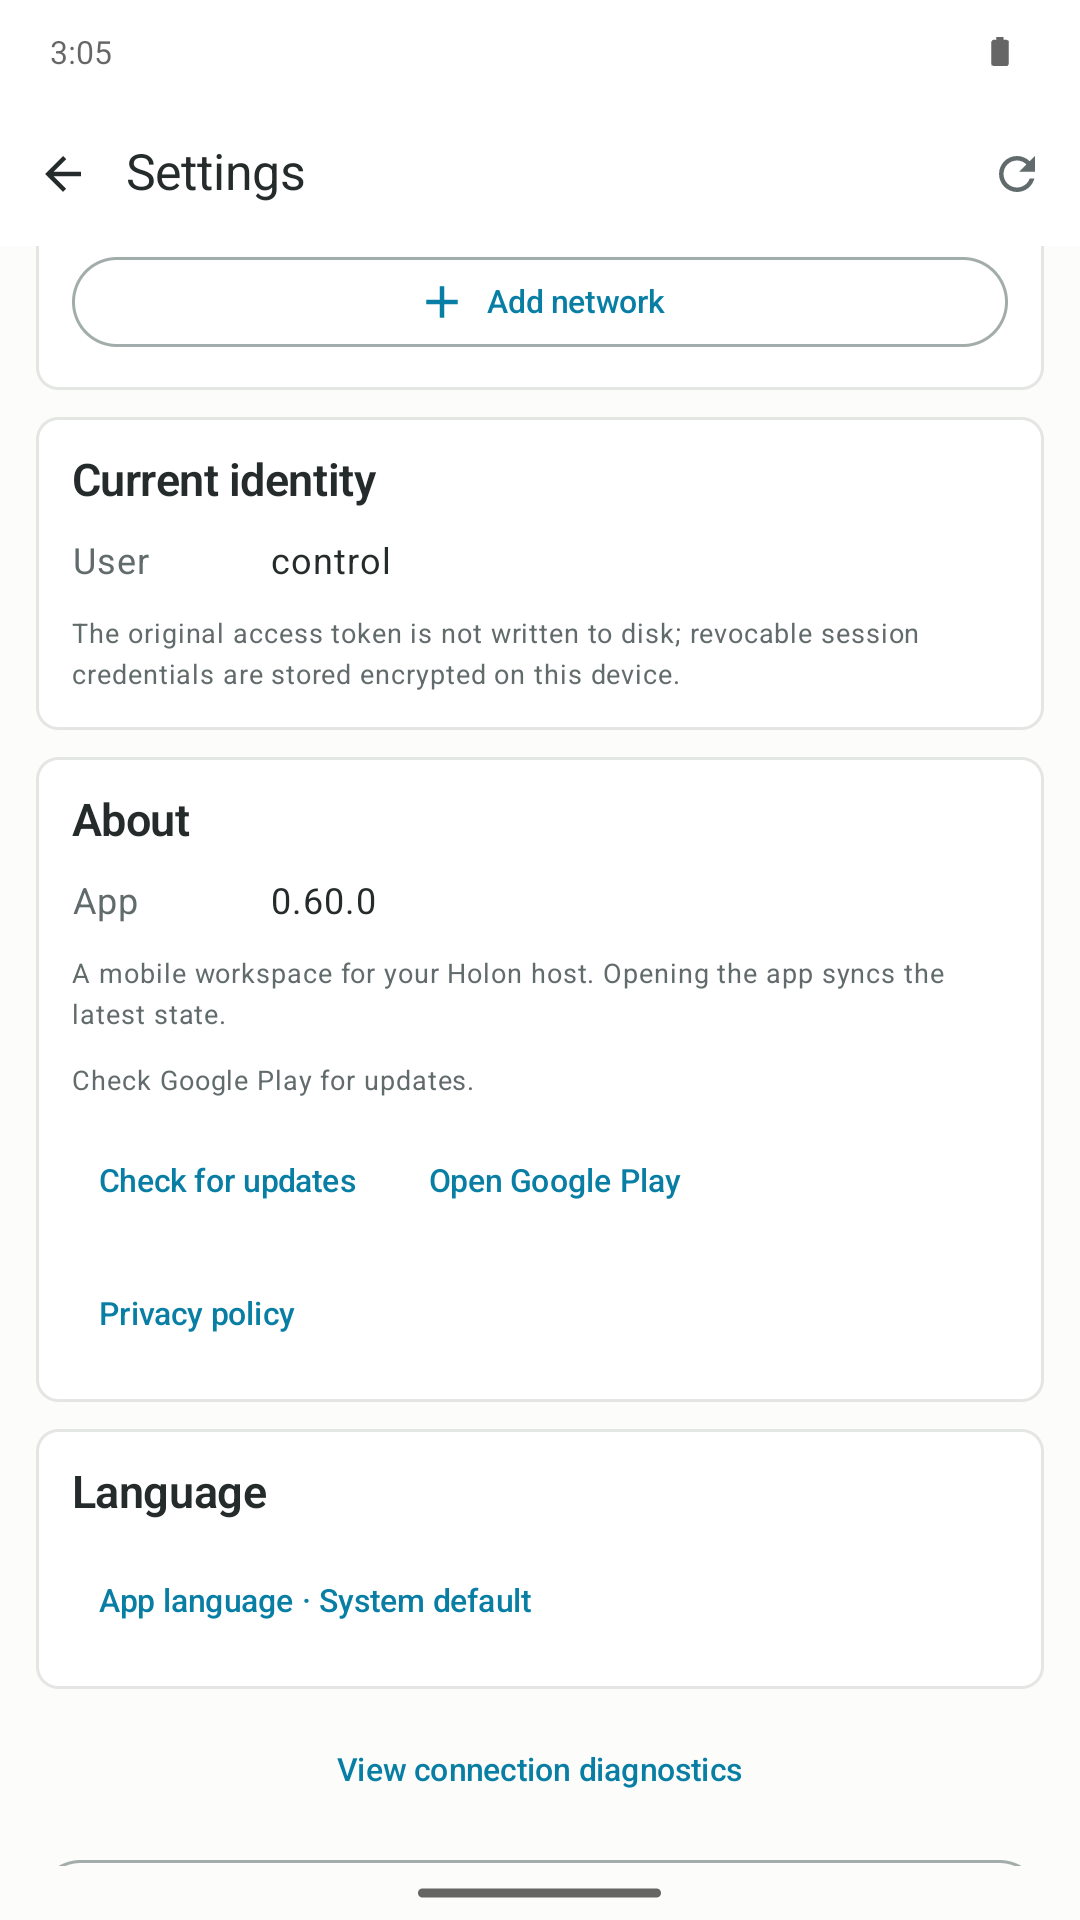 3:05
Settings
Add network
Current identity
User control
The original access token is not written to disk; revocable session
credentials are stored encrypted on this device.
About
App 0.60.0
A mobile workspace for your Holon host. Opening the app syncs the
latest state.
Check Google Play for updates.
Check for updates Open Google Play
Privacy policy
Language
App language · System default
View connection diagnostics